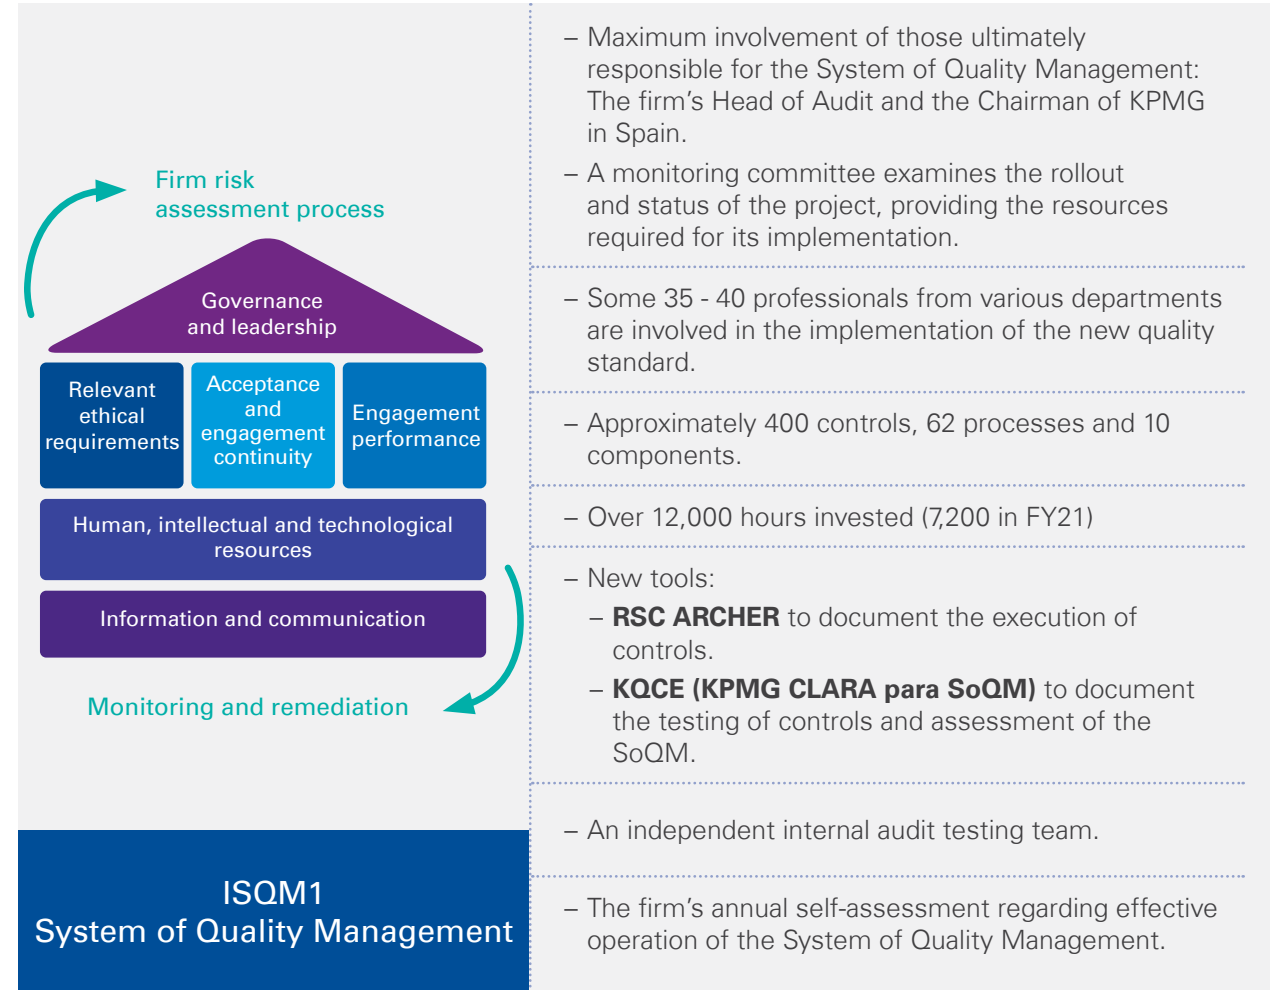 Firm risk
assessment process
Governance
and leadership
Relevant
ethical
requirements
Acceptance
and
engagement
continuity
Engagement
performance
Human, intellectual and technological
resources
Information and communication
Monitoring and remediation
ISQM1
System of Quality Management
– Maximum involvement of those ultimately
responsible for the System of Quality Management:
The firm’s Head of Audit and the Chairman of KPMG
in Spain.
– A monitoring committee examines the rollout
and status of the project, providing the resources
required for its implementation.
– Some 35 - 40 professionals from various departments
are involved in the implementation of the new quality
standard.
– Approximately 400 controls, 62 processes and 10
components.
– Over 12,000 hours invested (7,200 in FY21)
– New tools:
– RSC ARCHER to document the execution of
controls.
– KQCE (KPMG CLARA para SoQM) to document
the testing of controls and assessment of the
SoQM.
– An independent internal audit testing team.
– The firm’s annual self-assessment regarding effective
operation of the System of Quality Management.